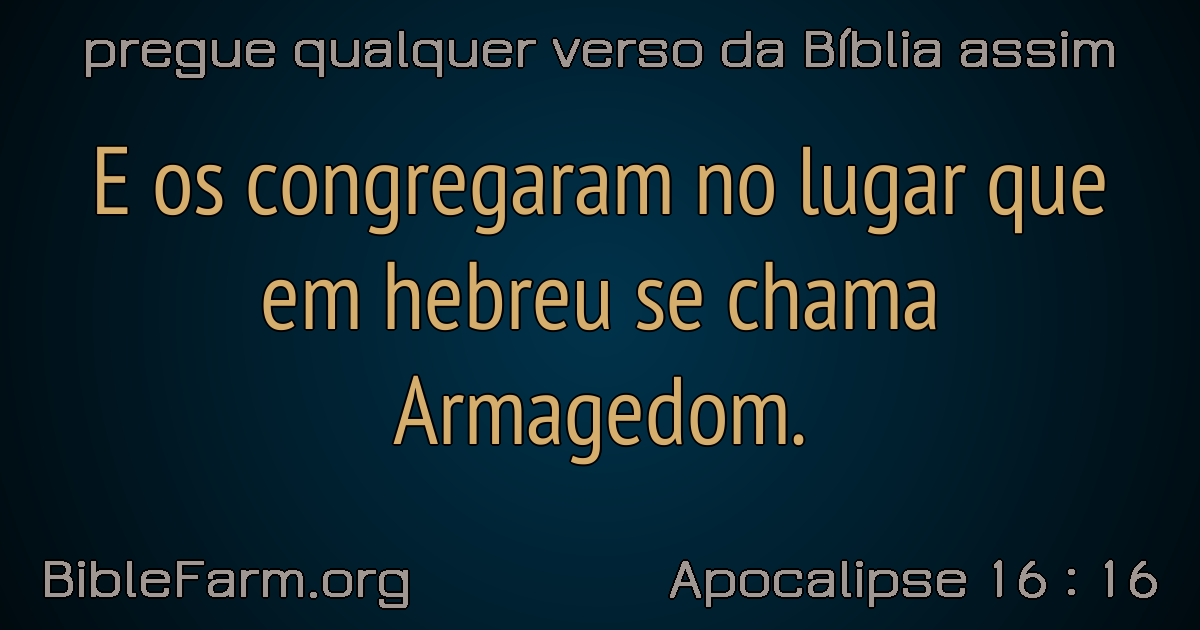 pregue qualquer verso da Bíblia assim
E os congregaram no lugar que
em hebreu se chama
Armagedom.
BibleFarm.org
Apocalipse 16 : 16